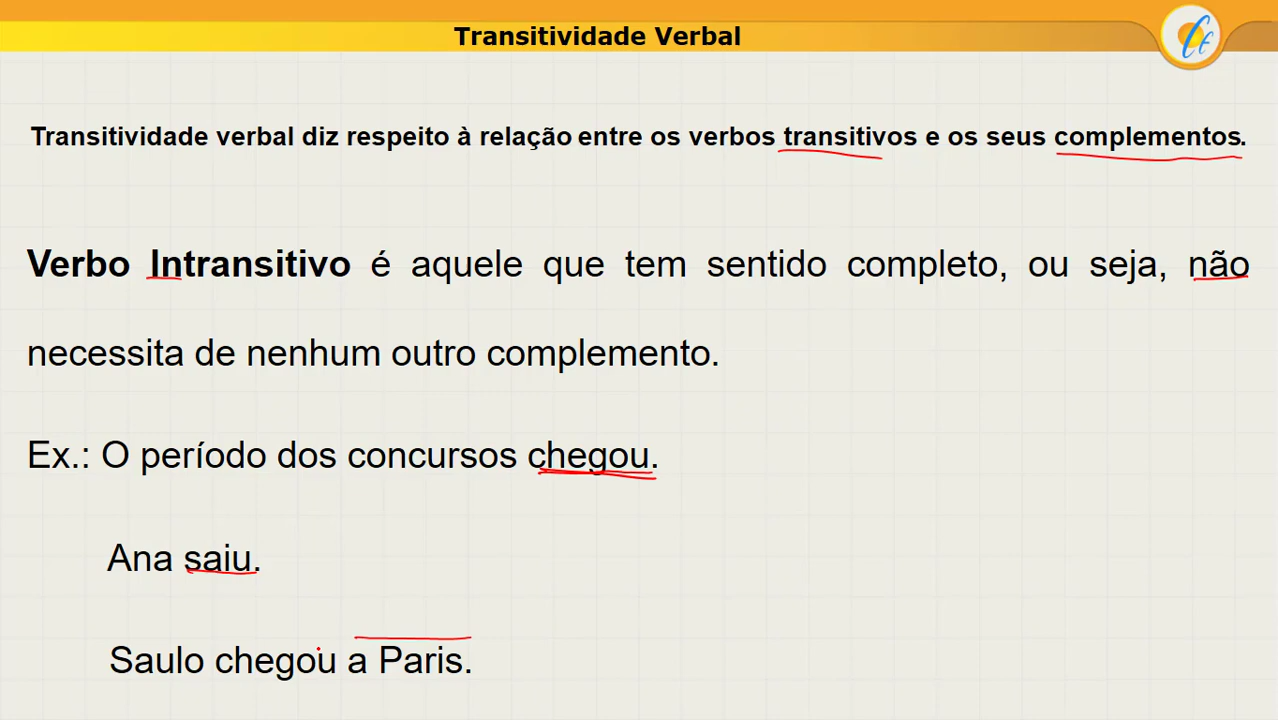 Transitividade Verbal
Transitividade verbal diz respeito à relação entre os verbos transitivos e os seus complementos.
Verbo Intransitivo é aquele que tem sentido completo, ou seja, não
necessita de nenhum outro complemento.
Ex.: O período dos concursos chegou.
Ana saiu.
Saulo chegou a Paris.